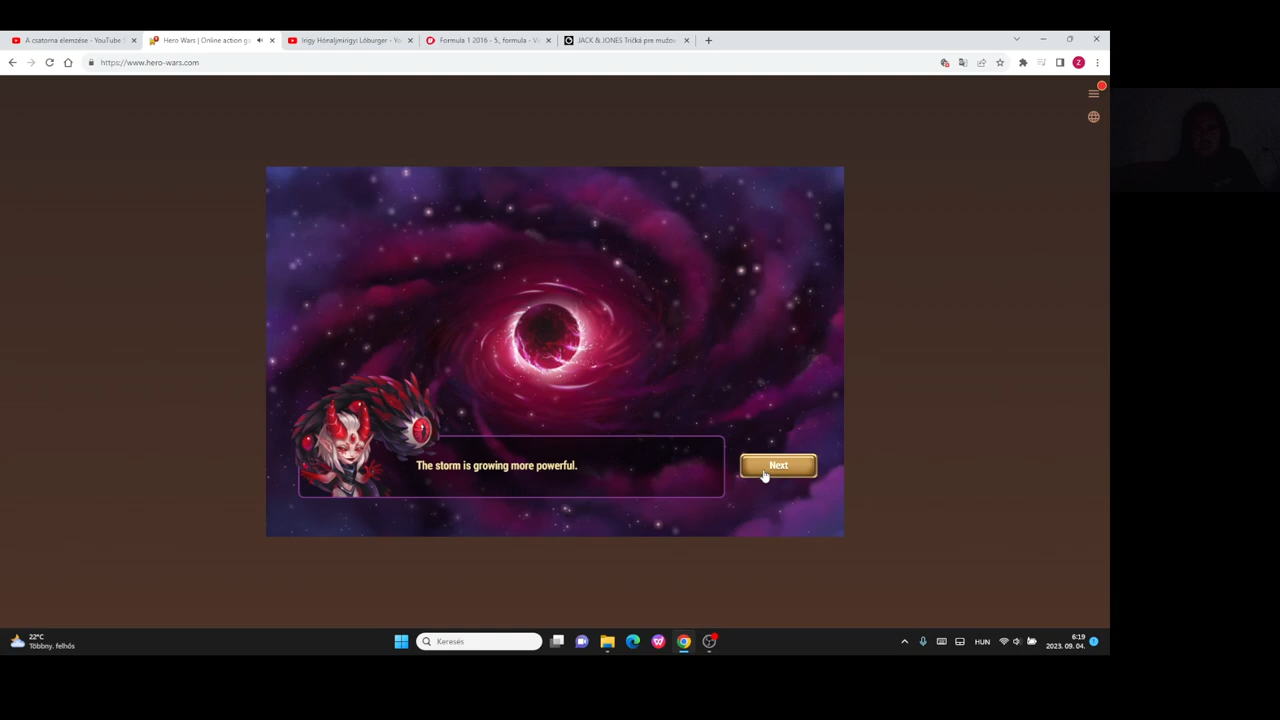 A csatorna elemzése - YouTube S
Hero Wars | Online action g
Ingy Hónaljmirigy: Lóburger - Yo
Formula 1 2016 - 5., formula - V
JACK & JONES Tričká pre mužov
https://www.hero-wars.com
Z
The storm is growing more powerful.
Next
22°C
Többny. felhős
Keresés
HUN
6:19
2023. 09. 04.